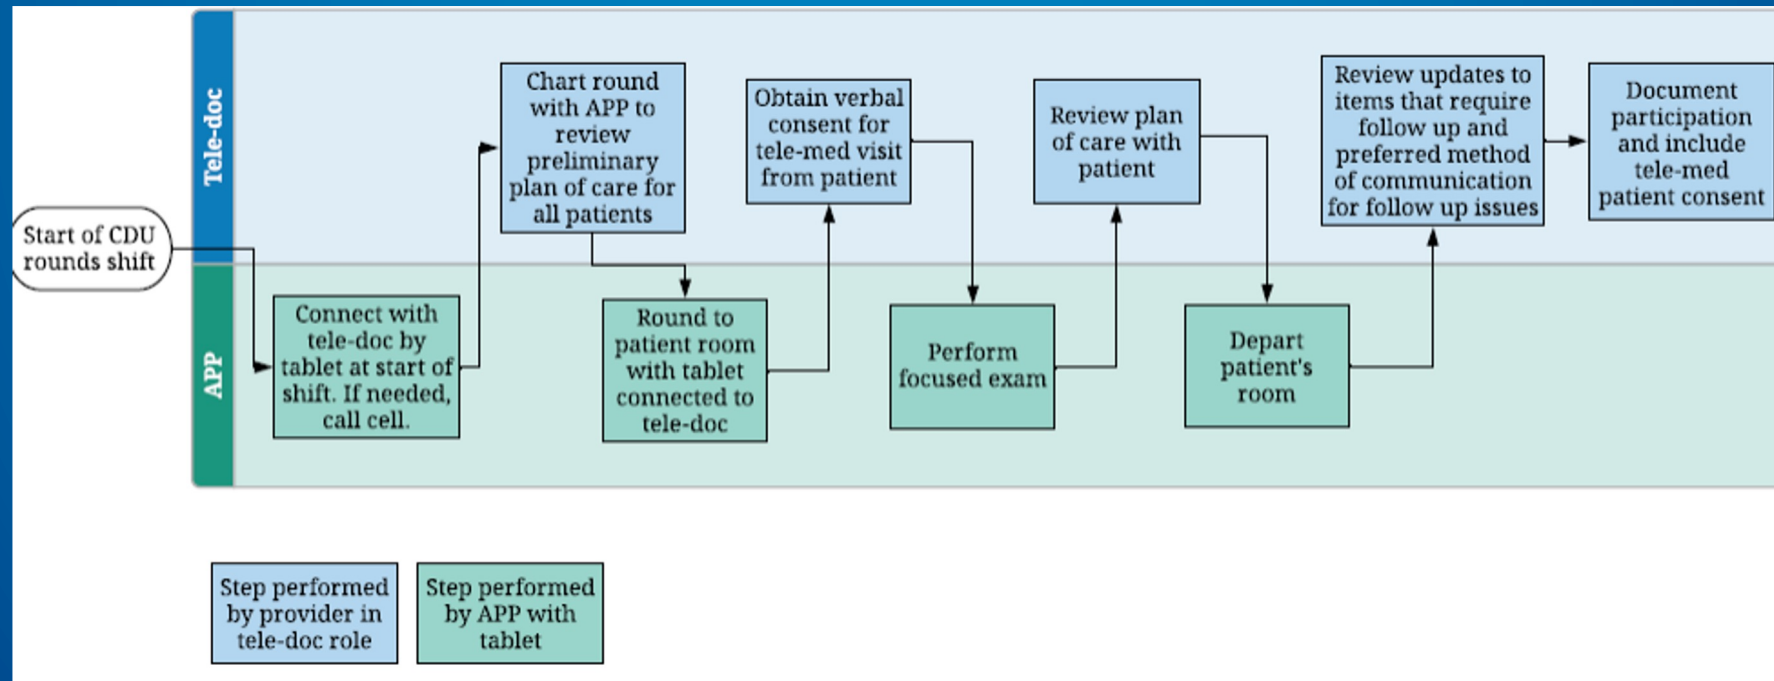 Tele-doc
APP
Start of CDU
rounds shift
Connect with
tele-doc by
tablet at start of
shift. If needed,
call cell.
Chart round
with APP to
review
preliminary
plan of care for
all patients
Round to
patient room
with tablet
connected to
tele-doc
Obtain verbal
consent for
tele-med visit
from patient
Perform
focused exam
Review plan
of care with
patient
Depart
patient's
room
Review updates to
items that require
follow up and
preferred method
of communication
for follow up issues
Document
participation
and include
tele-med
patient consent
Step performed
by provider in
tele-doc role
Step performed
by APP with
tablet